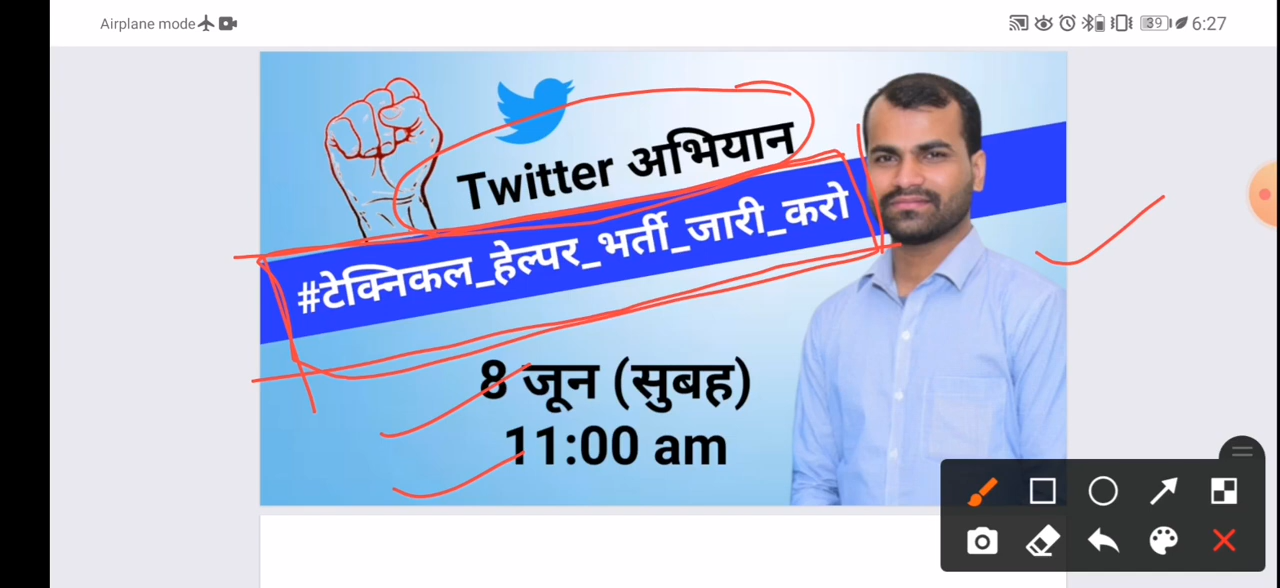 Airplane mode
39 6:27
Twitter अभियान
#टेक्निकल_हेल्पर_भर्ती_जारी_करो
8 जून (सुबह)
11:00 am